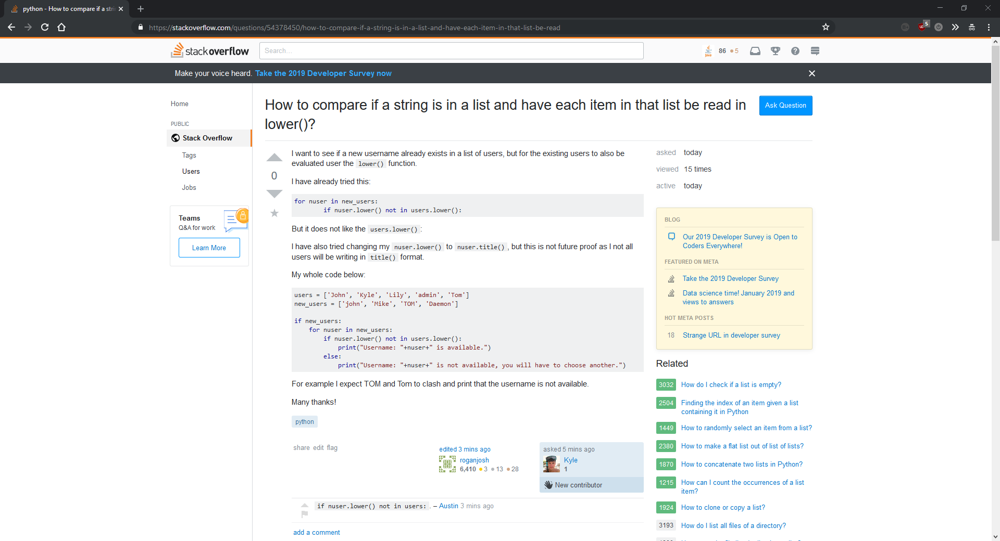 python - How to compare if a stri
https://stackoverflow.com/questions/54378450/how-to-compare-if-a-string-is-in-a-list-and-have-each-item-in-that-list-be-read
5
stackoverflow
Search...
86 5
Make your voice heard. Take the 2019 Developer Survey now
Home
PUBLIC
Stack Overflow
Tags
Users
Jobs
Teams
Q&A for work
Learn More
How to compare if a string is in a list and have each item in that list be read in
lower()?
Ask Question
0
I want to see if a new username already exists in a list of users, but for the existing users to also be
evaluated user the lower() function.
I have already tried this:
for nuser in new_users:
        if nuser.lower() not in users.lower():
But it does not like the users.lower():
I have also tried changing my nuser.lower() to nuser.title(), but this is not future proof as I not all
users will be writing in title() format.
My whole code below:
users = ['John', 'Kyle', 'Lily', 'admin', 'Tom']
new_users = ['john', 'Mike', 'TOM', 'Daemon']
if new_users:
    for nuser in new_users:
        if nuser.lower() not in users.lower():
            print("Username: "+nuser+" is available.")
        else:
            print("Username: "+nuser+" is not available, you will have to choose another.")
For example I expect TOM and Tom to clash and print that the username is not available.
Many thanks!
python
share edit flag
edited 3 mins ago
roganjosh
6,410 3 13 28
asked 5 mins ago
Kyle
1
New contributor
if nuser.lower() not in users: . – Austin 3 mins ago
add a comment
asked today
viewed 15 times
active today
BLOG
Our 2019 Developer Survey is Open to
Coders Everywhere!
FEATURED ON META
Take the 2019 Developer Survey
Data science time! January 2019 and
views to answers
HOT META POSTS
18 Strange URL in developer survey
Related
3032 How do I check if a list is empty?
2504 Finding the index of an item given a list
containing it in Python
1449 How to randomly select an item from a list?
2380 How to make a flat list out of list of lists?
1870 How to concatenate two lists in Python?
1215 How can I count the occurrences of a list
item?
1924 How to clone or copy a list?
3193 How do I list all files of a directory?